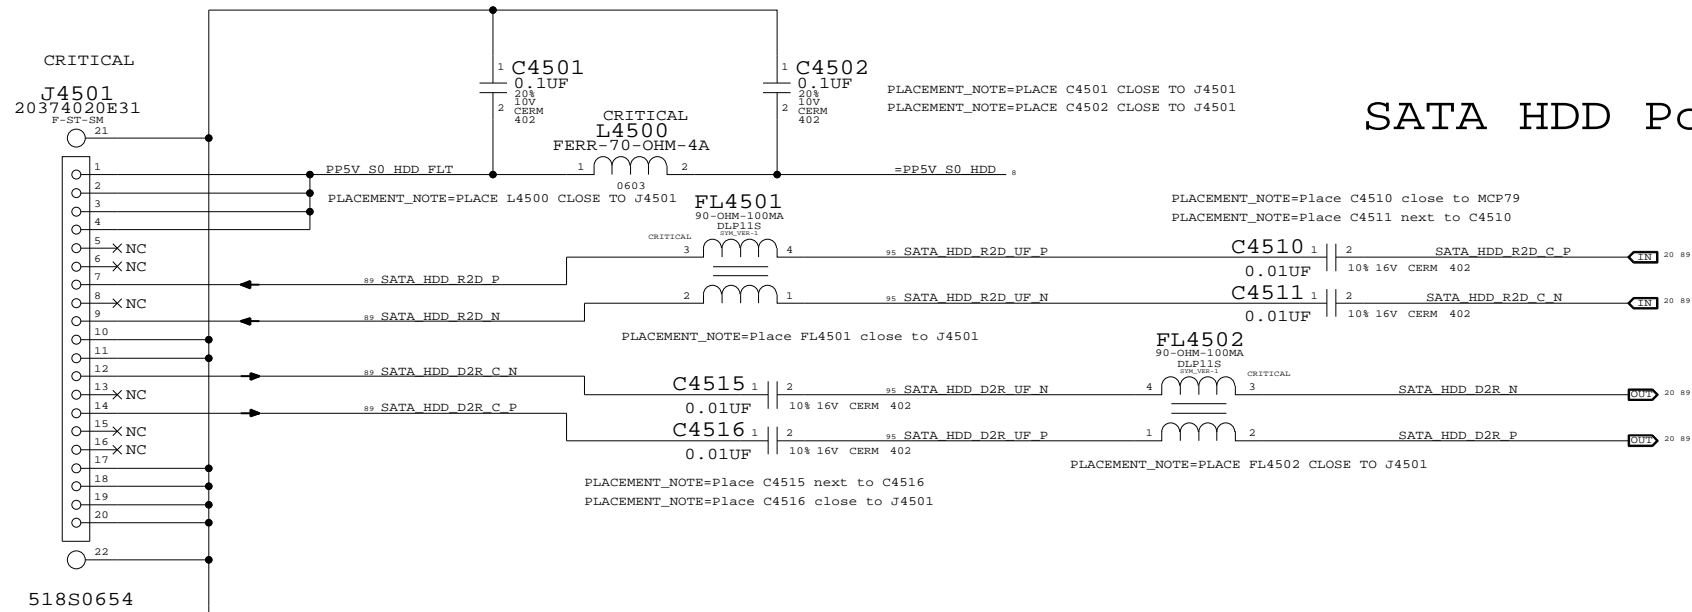 CRITICAL
J4501
20374020E31
F-ST-SM
21
1
2
3
4
5
NC
6
NC
7
8
NC
9
10
11
12
13
NC
14
15
NC
16
NC
17
18
19
20
22
518S0654
1
C4501
0.1UF
20%
10V
2
CERM
402
1
C4502
0.1UF
20%
10V
2
CERM
402
PLACEMENT_NOTE=PLACE C4501 CLOSE TO J4501
PLACEMENT_NOTE=PLACE C4502 CLOSE TO J4501
SATA HDD Po
CRITICAL
L4500
FERR-70-OHM-4A
1
2
0603
PP5V_S0_HDD_FLT
=PP5V_S0_HDD
8
PLACEMENT_NOTE=PLACE L4500 CLOSE TO J4501
FL4501
90-OHM-100MA
DLP11S
SYM_VER-1
CRITICAL
3
4
2
1
PLACEMENT_NOTE=Place C4510 close to MCP79
PLACEMENT_NOTE=Place C4511 next to C4510
89 SATA_HDD_R2D_P
95 SATA_HDD_R2D_UF_P
C4510
1
2
0.01UF
10% 16V CERM 402
SATA_HDD_R2D_C_P
IN
20 89
89 SATA_HDD_R2D_N
95 SATA_HDD_R2D_UF_N
C4511
1
2
0.01UF
10% 16V CERM 402
SATA_HDD_R2D_C_N
IN
20 89
PLACEMENT_NOTE=Place FL4501 close to J4501
FL4502
90-OHM-100MA
DLP11S
SYM_VER-1
CRITICAL
4
3
1
2
89 SATA_HDD_D2R_C_N
C4515
1
2
0.01UF
10% 16V CERM 402
95 SATA_HDD_D2R_UF_N
SATA_HDD_D2R_N
OUT
20 89
89 SATA_HDD_D2R_C_P
C4516
1
2
0.01UF
10% 16V CERM 402
95 SATA_HDD_D2R_UF_P
SATA_HDD_D2R_P
OUT
20 89
PLACEMENT_NOTE=PLACE FL4502 CLOSE TO J4501
PLACEMENT_NOTE=Place C4515 next to C4516
PLACEMENT_NOTE=Place C4516 close to J4501